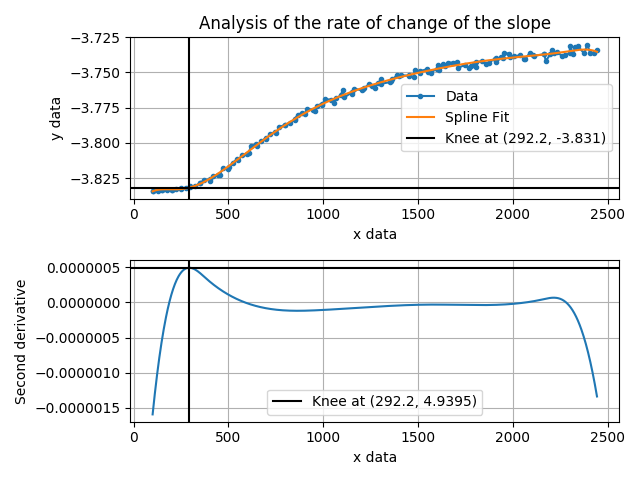 Analysis of the rate of change of the slope
−3.725
−3.750
−3.775
−3.800
−3.825
y data
Data
Spline Fit
Knee at (292.2, -3.831)
0 500 1000 1500 2000 2500
x data
0.0000005
0.0000000
−0.0000005
−0.0000010
−0.0000015
Second derivative
Knee at (292.2, 4.9395)
0 500 1000 1500 2000 2500
x data